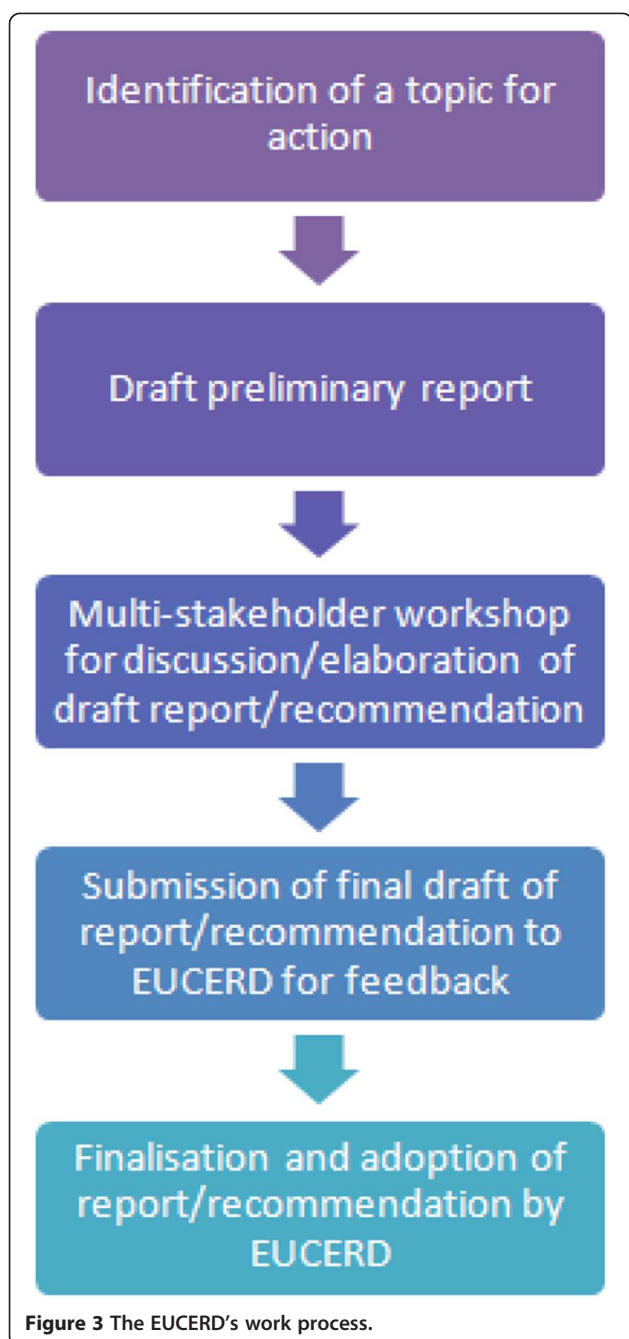 Identification of a topic for
action
Draft preliminary report
Multi-stakeholder workshop
for discussion/elaboration of
draft report/recommendation
Submission of final draft of
report/recommendation to
EUCERD for feedback
Finalisation and adoption of
report/recommendation by
EUCERD
Figure 3 The EUCERD's work process.